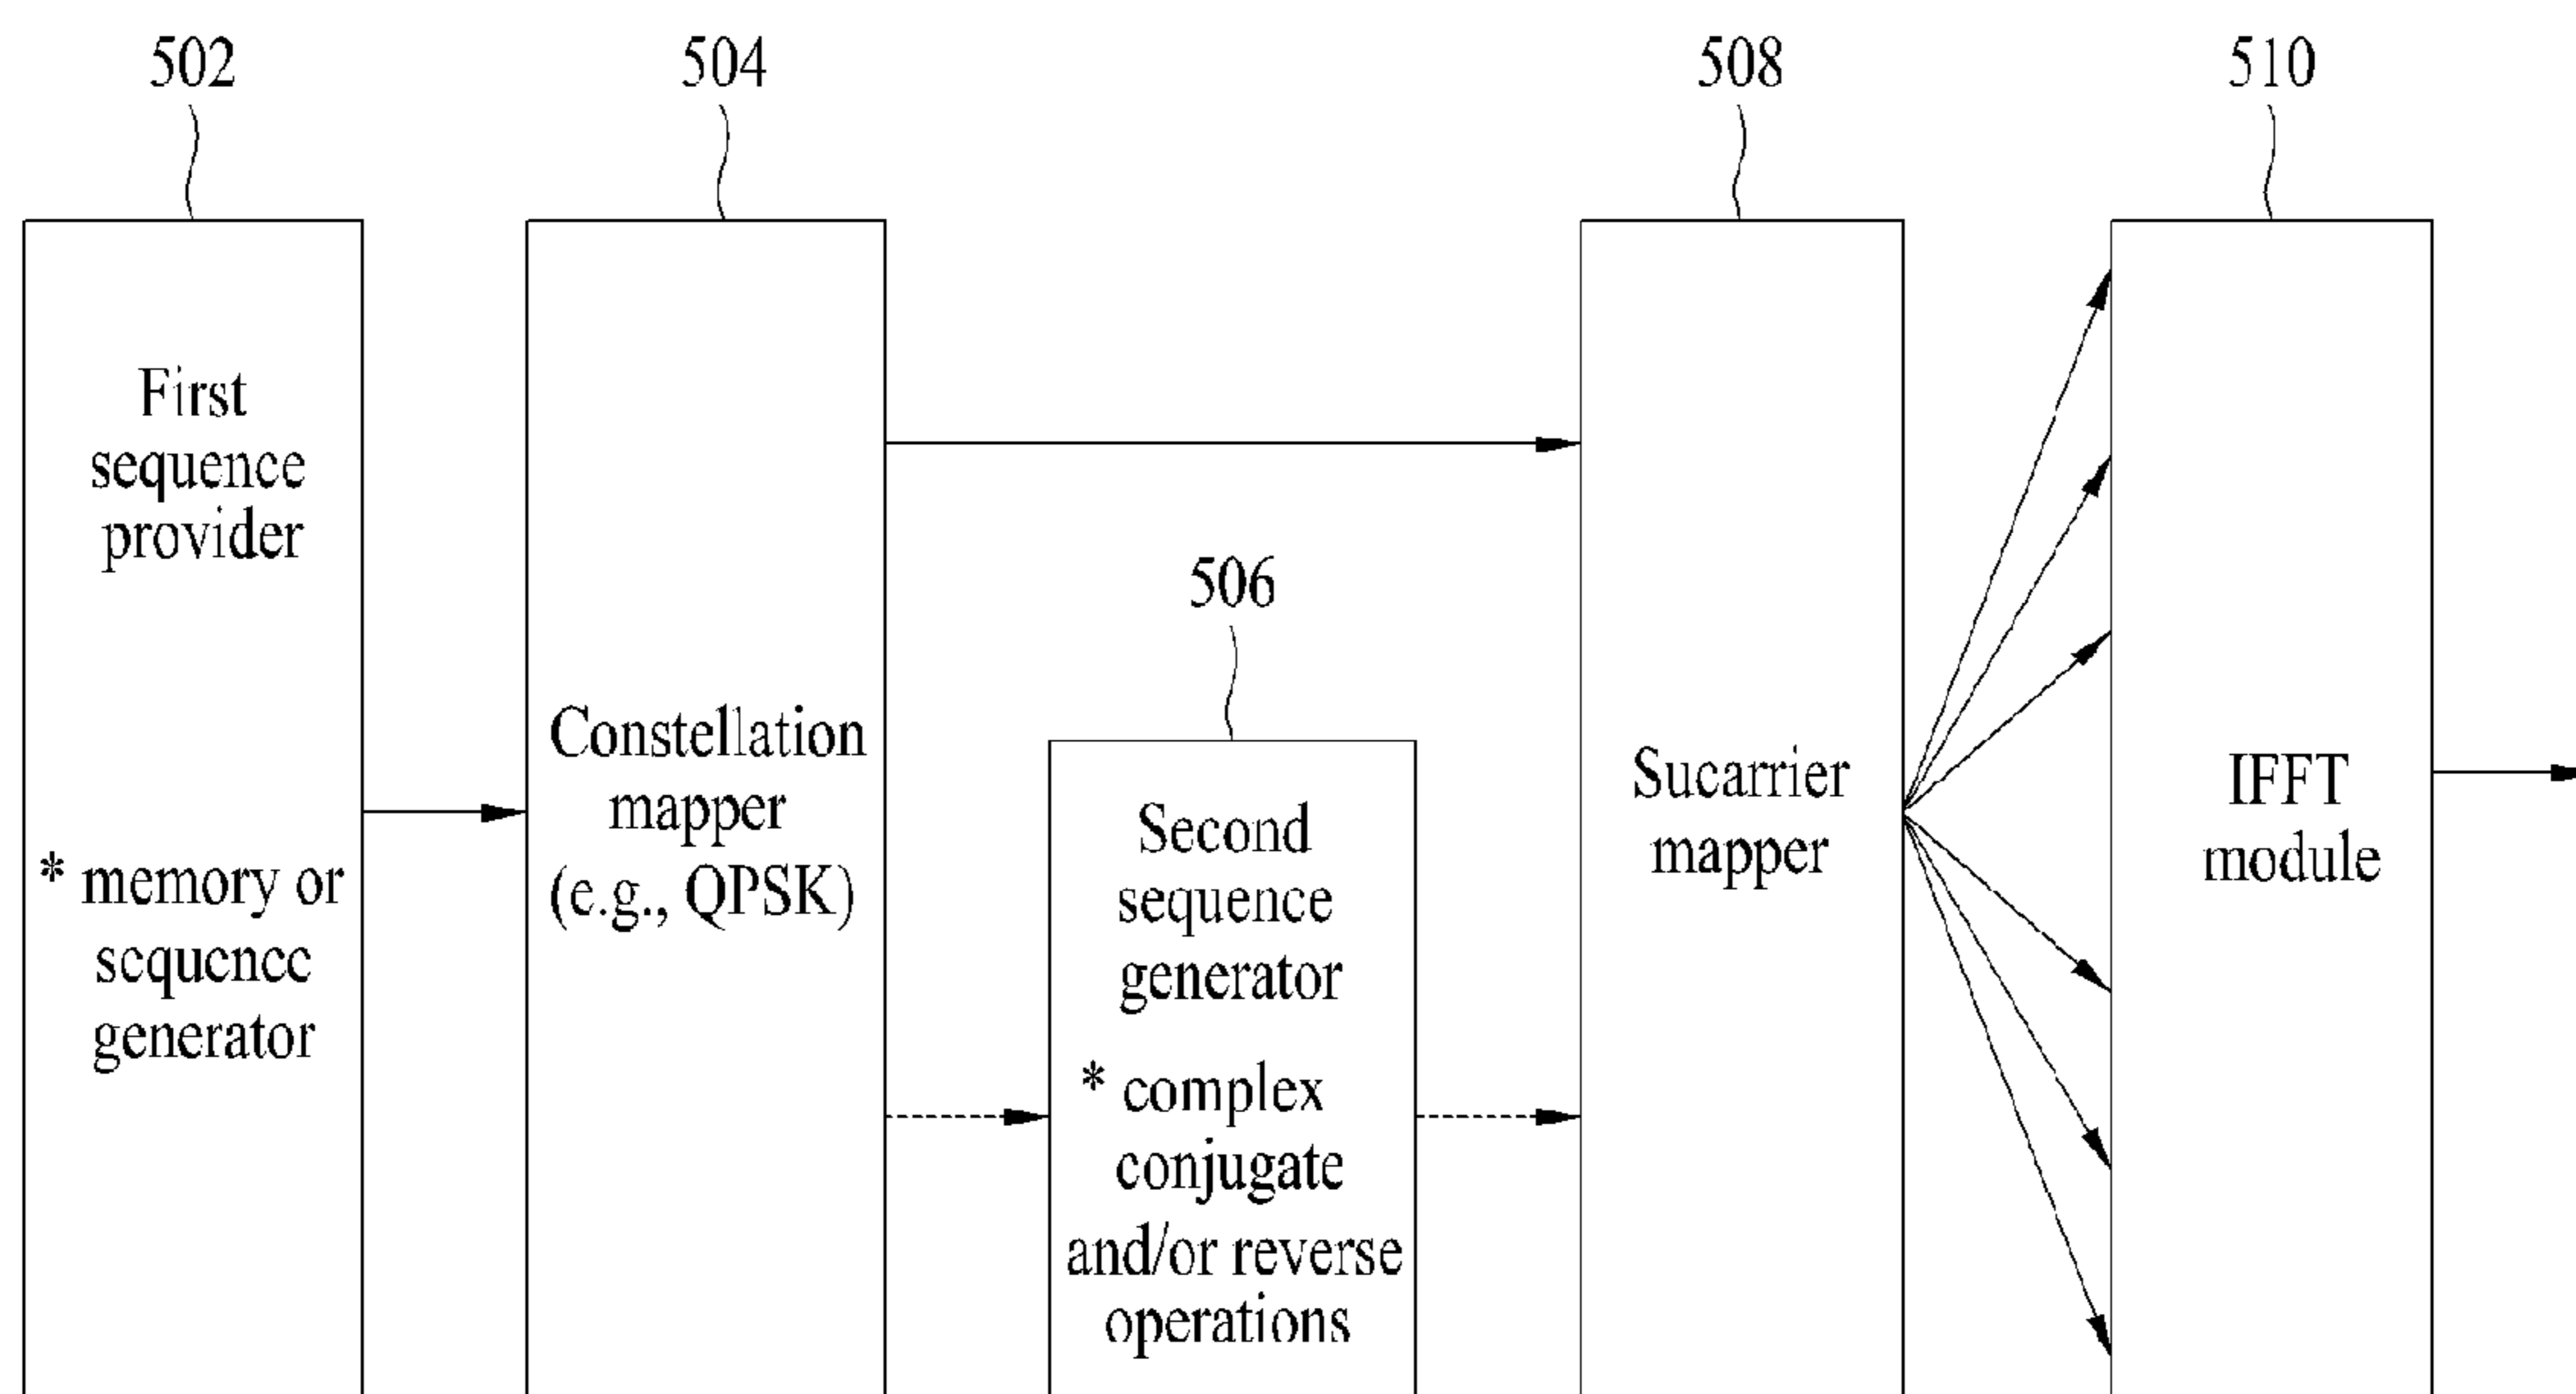 502
504
508
510
First
sequence
provider
* memory or
sequence
generator
Constellation
mapper
(e.g., QPSK)
506
Second
sequence
generator
* complex
conjugate
and/or reverse
operations
Sucarrier
mapper
IFFT
module